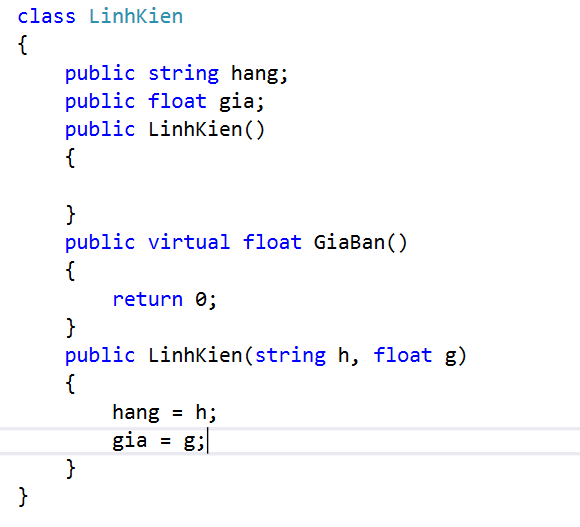 class LinhKien
{
    public string hang;
    public float gia;
    public LinhKien()
    {

    }
    public virtual float GiaBan()
    {
        return 0;
    }
    public LinhKien(string h, float g)
    {
        hang = h;
        gia = g;
    }
}